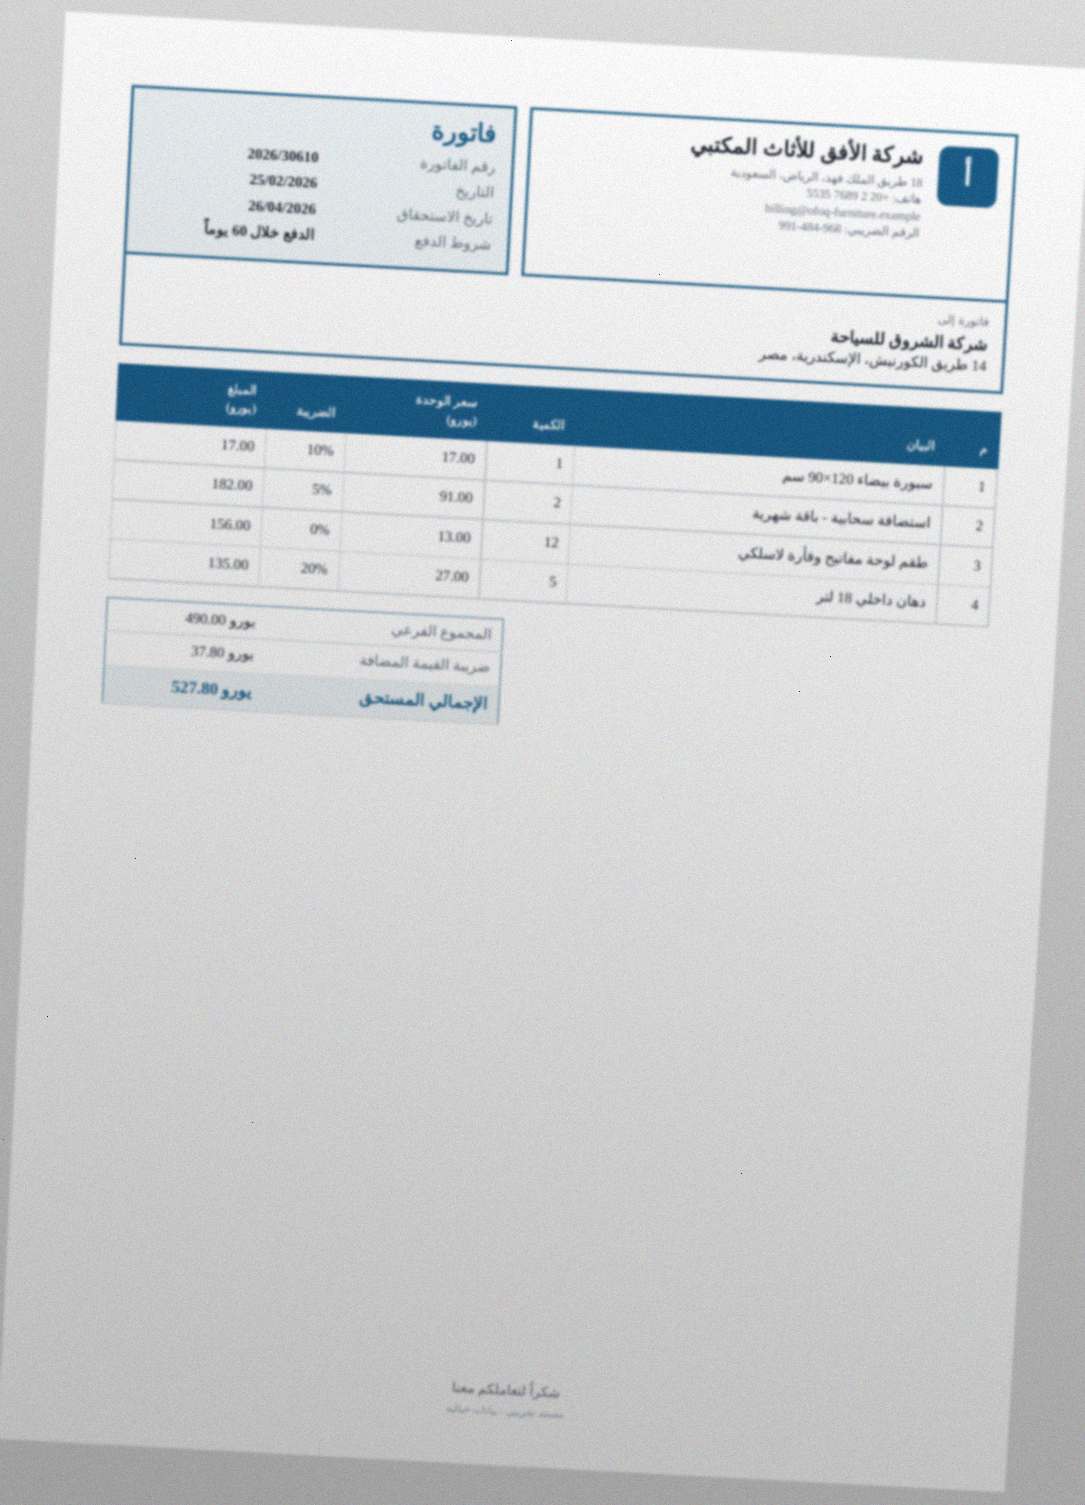 أ
شركة الأفق للأثاث المكتبي
18 طريق الملك فهد، الرياض، السعودية
هاتف: +20 2 7689 5535
billing@ofoq-furniture.example
الرقم الضريبي: 960-404-991
فاتورة
رقم الفاتورة 2026/30610
التاريخ 25/02/2026
تاريخ الاستحقاق 26/04/2026
شروط الدفع الدفع خلال 60 يوماً
فاتورة إلى
شركة الشروق للسياحة
14 طريق الكورنيش، الإسكندرية، مصر
م البيان الكمية سعر الوحدة (يورو) الضريبة المبلغ (يورو)
1 سبورة بيضاء 120×90 سم 1 17.00 10% 17.00
2 استضافة سحابية - باقة شهرية 2 91.00 5% 182.00
3 طقم لوحة مفاتيح وفأرة لاسلكي 12 13.00 0% 156.00
4 دهان داخلي 18 لتر 5 27.00 20% 135.00
المجموع الفرعي 490.00 يورو
ضريبة القيمة المضافة 37.80 يورو
الإجمالي المستحق 527.80 يورو
شكراً لتعاملكم معنا
مستند تجريبي - بيانات خيالية